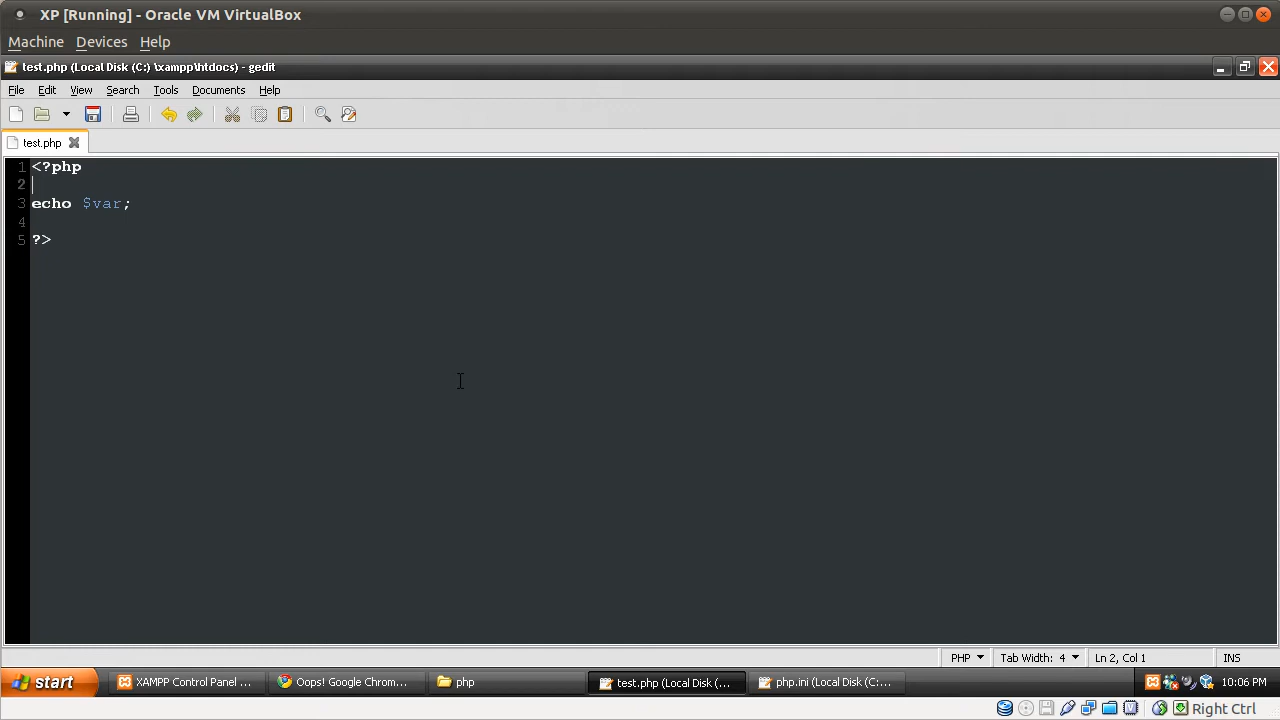 XP [Running] - Oracle VM VirtualBox
Machine Devices Help
test.php (Local Disk (C:) \xampp\htdocs) - gedit
File Edit View Search Tools Documents Help
test.php
1 <?php
2
3 echo $var;
4
5 ?>
PHP Tab Width: 4 Ln 2, Col 1 INS
start XAMPP Control Panel ... Oops! Google Chrom... php test.php (Local Disk (... php.ini (Local Disk (C:... 10:06 PM
Right Ctrl